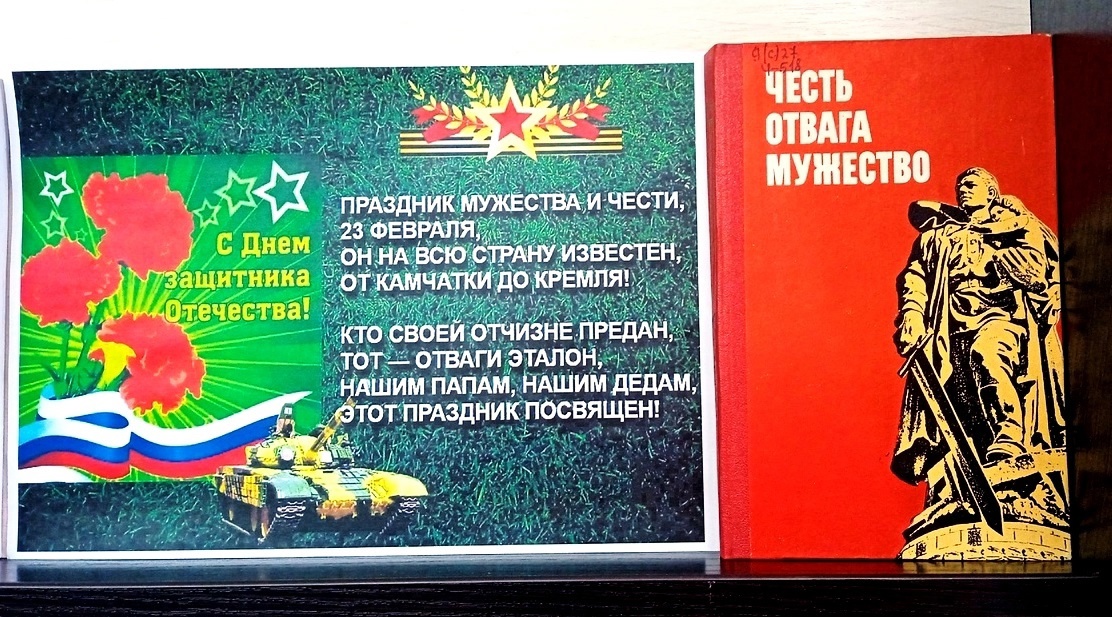 С Днем
защитника
Отечества!
ПРАЗДНИК МУЖЕСТВА И ЧЕСТИ,
23 ФЕВРАЛЯ,
ОН НА ВСЮ СТРАНУ ИЗВЕСТЕН,
ОТ КАМЧАТКИ ДО КРЕМЛЯ!
КТО СВОЕЙ ОТЧИЗНЕ ПРЕДАН,
ТОТ — ОТВАГИ ЭТАЛОН,
НАШИМ ПАПАМ, НАШИМ ДЕДАМ,
ЭТОТ ПРАЗДНИК ПОСВЯЩЕН!
ЧЕСТЬ
ОТВАГА
МУЖЕСТВО